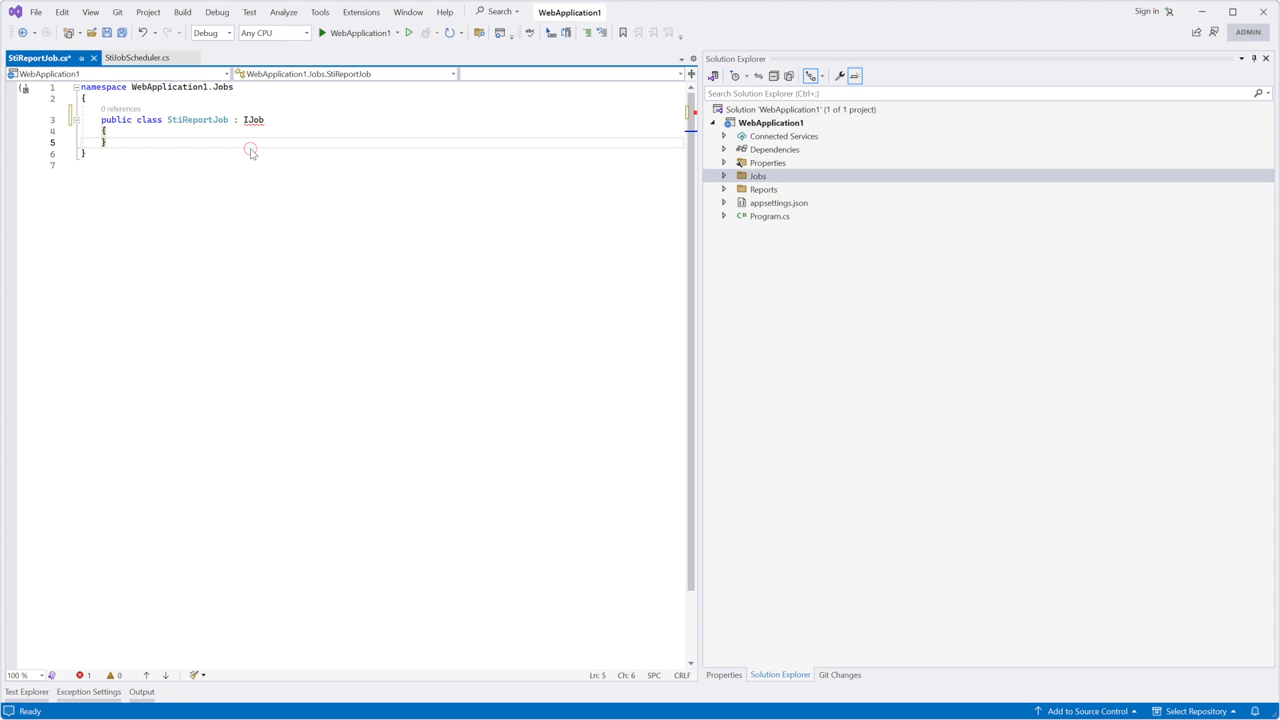 File Edit View Git Project Build Debug Test Analyze Tools Extensions Window Help Search WebApplication1 Sign in
Debug Any CPU WebApplication1 ADMIN
StiReportJob.cs* StiJobScheduler.cs
WebApplication1 WebApplication1.Jobs.StiReportJob
1 namespace WebApplication1.Jobs
2 {
0 references
3 public class StiReportJob : IJob
4 {
5 }
6 }
7
Solution Explorer
Search Solution Explorer (Ctrl+;)
Solution 'WebApplication1' (1 of 1 project)
WebApplication1
Connected Services
Dependencies
Properties
Jobs
Reports
appsettings.json
C# Program.cs
100 % 1 0 Ln: 5 Ch: 6 SPC CRLF
Properties Solution Explorer Git Changes
Test Explorer Exception Settings Output
Ready Add to Source Control Select Repository